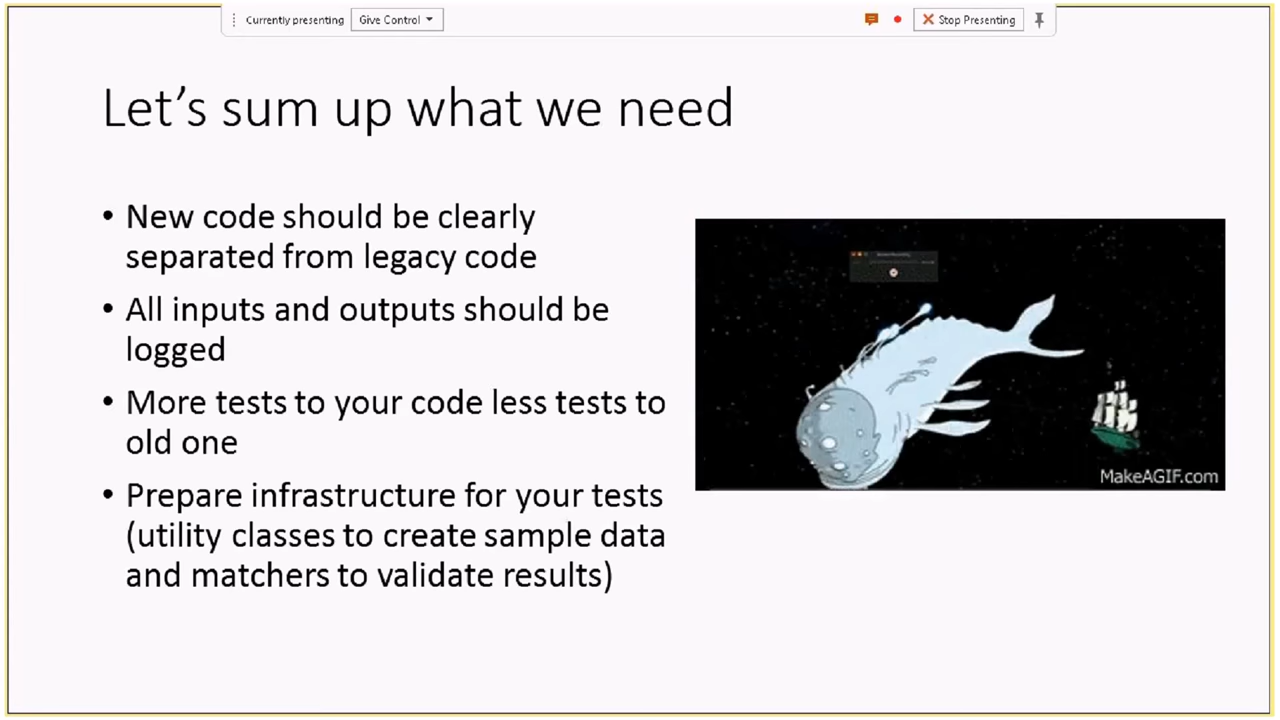 Currently presenting
Give Control
Stop Presenting
Let's sum up what we need
• New code should be clearly
separated from legacy code
• All inputs and outputs should be
logged
• More tests to your code less tests to
old one
• Prepare infrastructure for your tests
(utility classes to create sample data
and matchers to validate results)
MakeAGIF.com